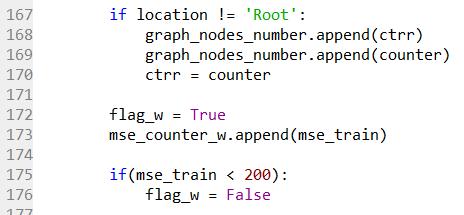 167         if location != 'Root':
168             graph_nodes_number.append(ctrr)
169             graph_nodes_number.append(counter)
170             ctrr = counter
171
172         flag_w = True
173         mse_counter_w.append(mse_train)
174
175         if(mse_train < 200):
176             flag_w = False
177